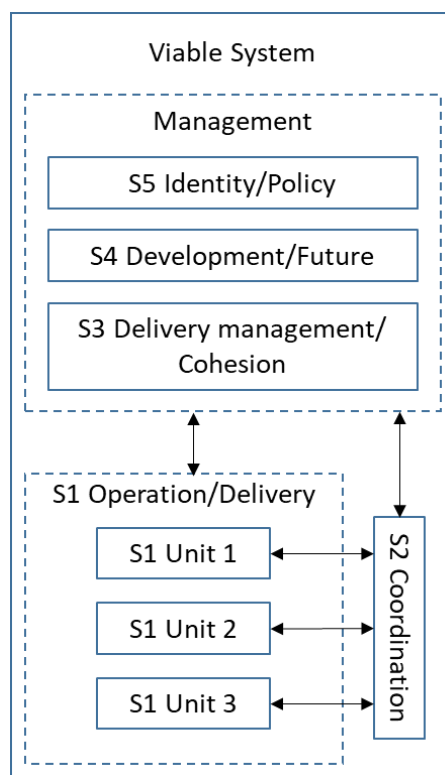 Viable System
Management
S5 Identity/Policy
S4 Development/Future
S3 Delivery management/
Cohesion
S1 Operation/Delivery
S1 Unit 1
S1 Unit 2
S1 Unit 3
S2 Coordination